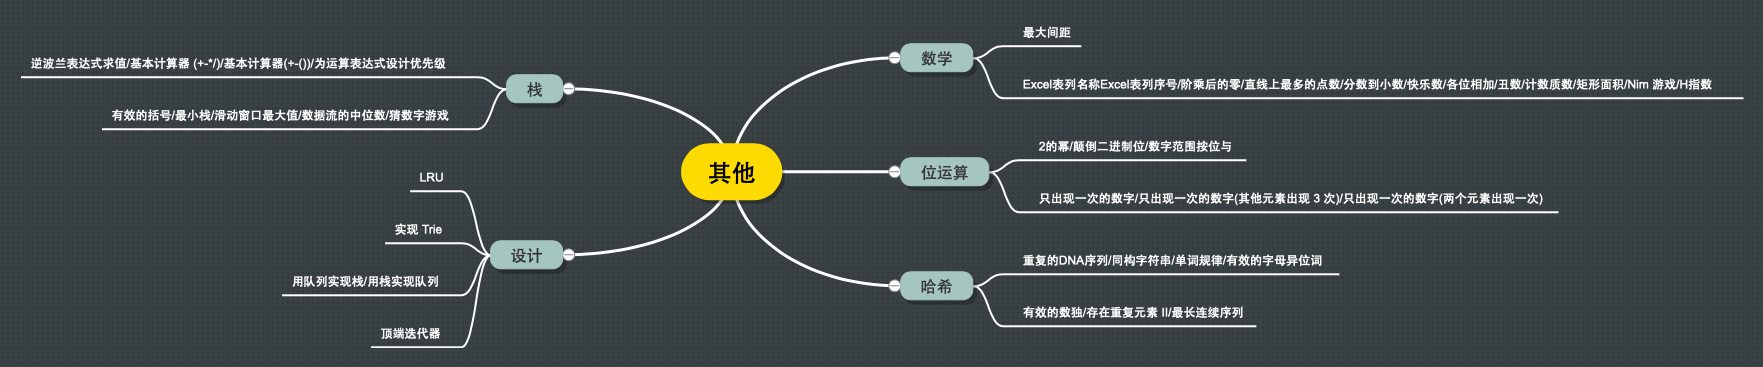 其他
栈
逆波兰表达式求值/基本计算器 (+-*/)/基本计算器(+-())/为运算表达式设计优先级
有效的括号/最小栈/滑动窗口最大值/数据流的中位数/猜数字游戏
设计
LRU
实现 Trie
用队列实现栈/用栈实现队列
顶端迭代器
数学
最大间距
Excel表列名称Excel表列序号/阶乘后的零/直线上最多的点数/分数到小数/快乐数/各位相加/丑数/计数质数/矩形面积/Nim 游戏/H指数
位运算
2的幂/颠倒二进制位/数字范围按位与
只出现一次的数字/只出现一次的数字(其他元素出现 3 次)/只出现一次的数字(两个元素出现一次)
哈希
重复的DNA序列/同构字符串/单词规律/有效的字母异位词
有效的数独/存在重复元素 II/最长连续序列